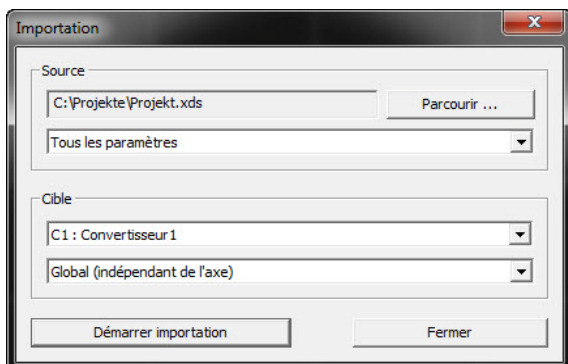 Importation
Source
C:\Projekte\Projekt.xds
Parcourir ...
Tous les paramètres
Cible
C1 : Convertisseur1
Global (indépendant de l'axe)
Démarrer importation
Fermer